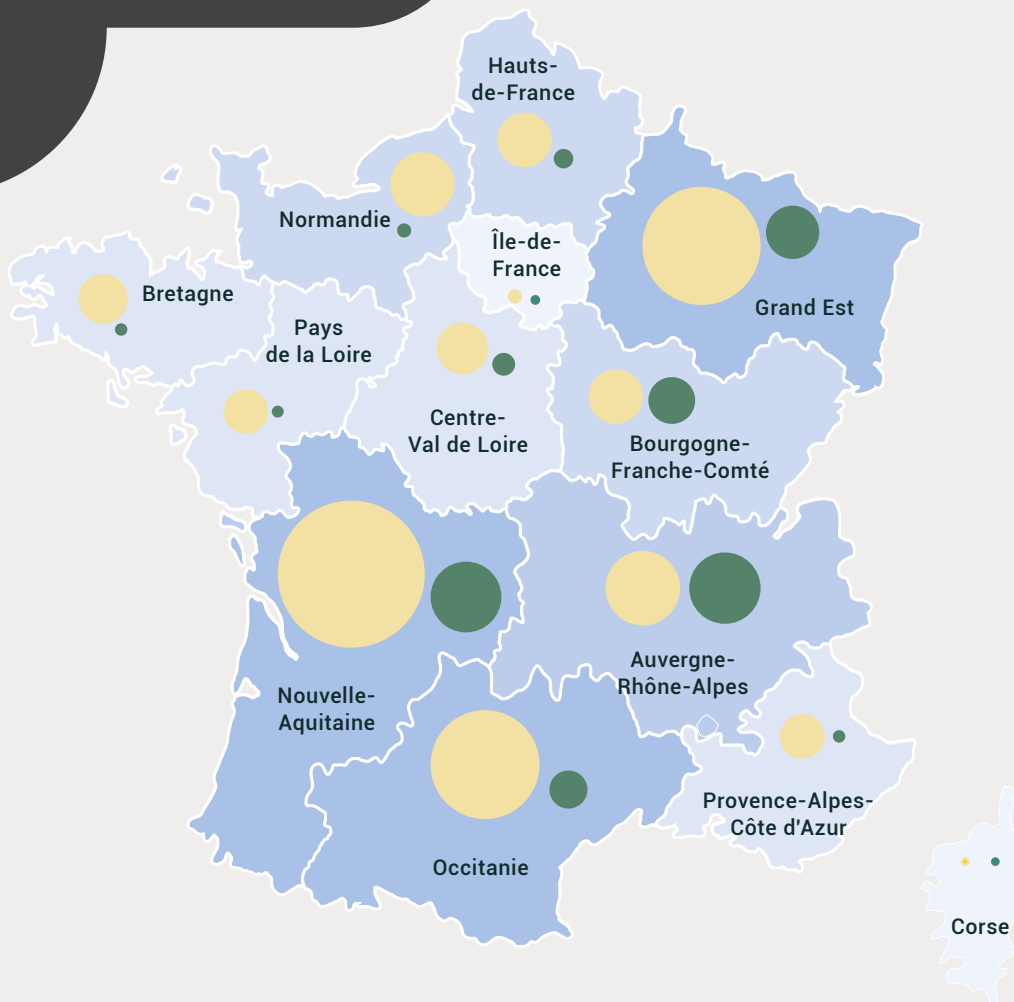 Hauts-
de-France
Normandie
Île-de-
France
Bretagne
Grand Est
Pays
de la Loire
Centre-
Val de Loire
Bourgogne-
Franche-Comté
Auvergne-
Rhône-Alpes
Nouvelle-
Aquitaine
Provence-Alpes-
Côte d'Azur
Occitanie
Corse